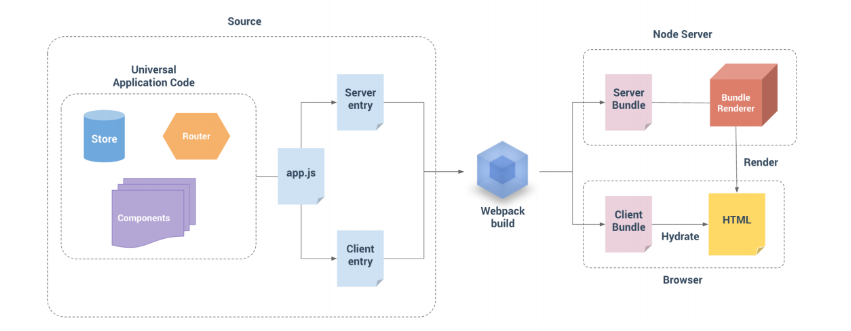 Source
Node Server
Universal
Application Code
Store
Router
Components
app.js
Server
entry
Client
entry
Webpack
build
Server
Bundle
Bundle
Renderer
Render
Client
Bundle
Hydrate
HTML
Browser